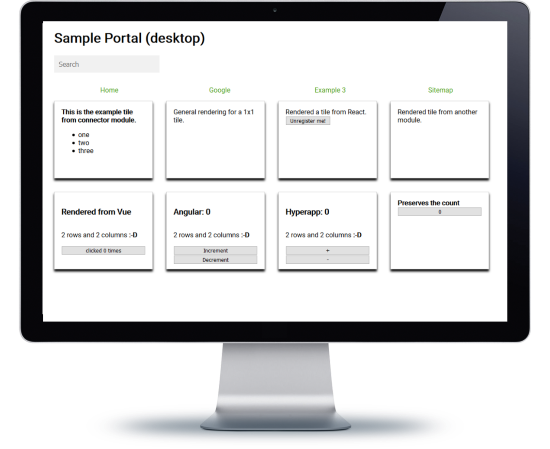 Sample Portal (desktop)
Search
Home
Google
Example 3
Sitemap
This is the example tile
from connector module.
one
two
three
General rendering for a 1x1
tile.
Rendered a tile from React.
Unregister me!
Rendered tile from another
module.
Rendered from Vue
2 rows and 2 columns :-D
clicked 0 times
Angular: 0
2 rows and 2 columns :-D
Increment
Decrement
Hyperapp: 0
2 rows and 2 columns :-D
+
-
Preserves the count